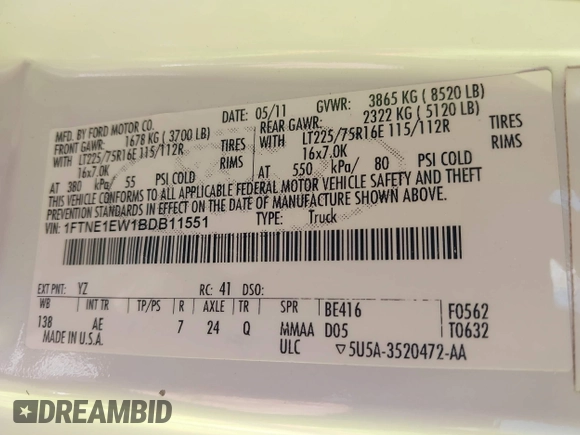 MFD. BY FORD MOTOR CO.
DATE: 05/11 GVWR: 3865 KG ( 8520 LB)
FRONT GAWR: 1678 KG ( 3700 LB)
REAR GAWR: 2322 KG ( 5120 LB)
WITH LT225/75R16E 115/112R TIRES
WITH LT225/75R16E 115/112R TIRES
16x7.0K RIMS
16x7.0K RIMS
AT 380 kPa/ 55 PSI COLD
AT 550 kPa/ 80 PSI COLD
THIS VEHICLE CONFORMS TO ALL APPLICABLE FEDERAL MOTOR VEHICLE SAFETY AND THEFT
PREVENTION STANDARDS IN EFFECT ON THE DATE OF MANUFACTURE SHOWN ABOVE.
VIN: 1FTNE1EW1BDB11551 TYPE: Truck
EXT PNT: YZ RC: 41 DSO:
WB INT TR TP/PS R AXLE TR SPR BE416 F0562
138 AE 7 24 Q MMAA D05 T0632
MADE IN U.S.A. ULC ▽5U5A-3520472-AA
DREAMBID